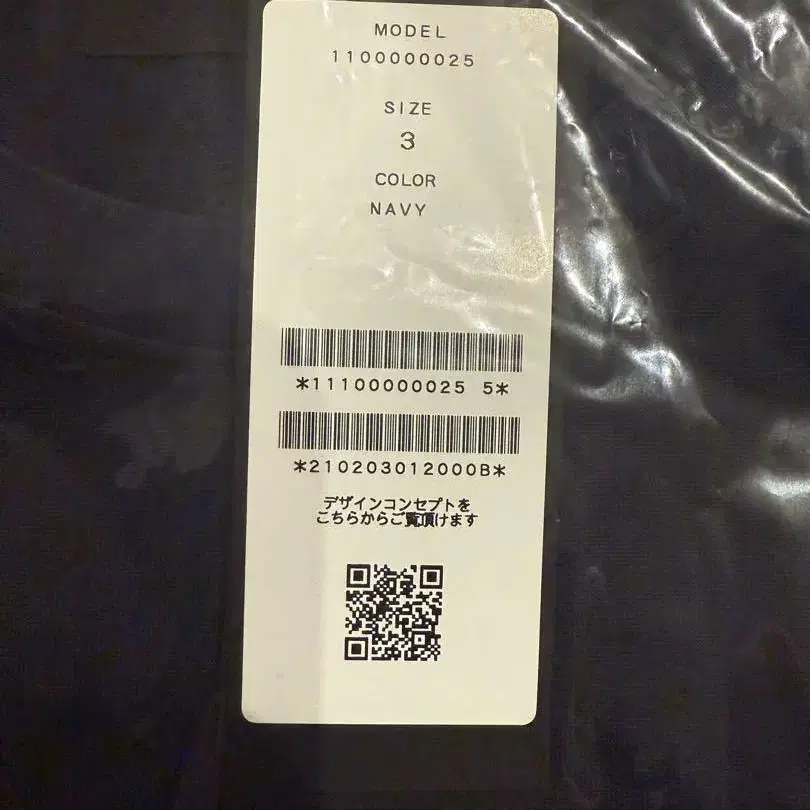 MODEL
1100000025
SIZE
3
COLOR
NAVY
*11100000025 5*
*210203012000B*
デザインコンセプトを
こちらからご覧頂けます